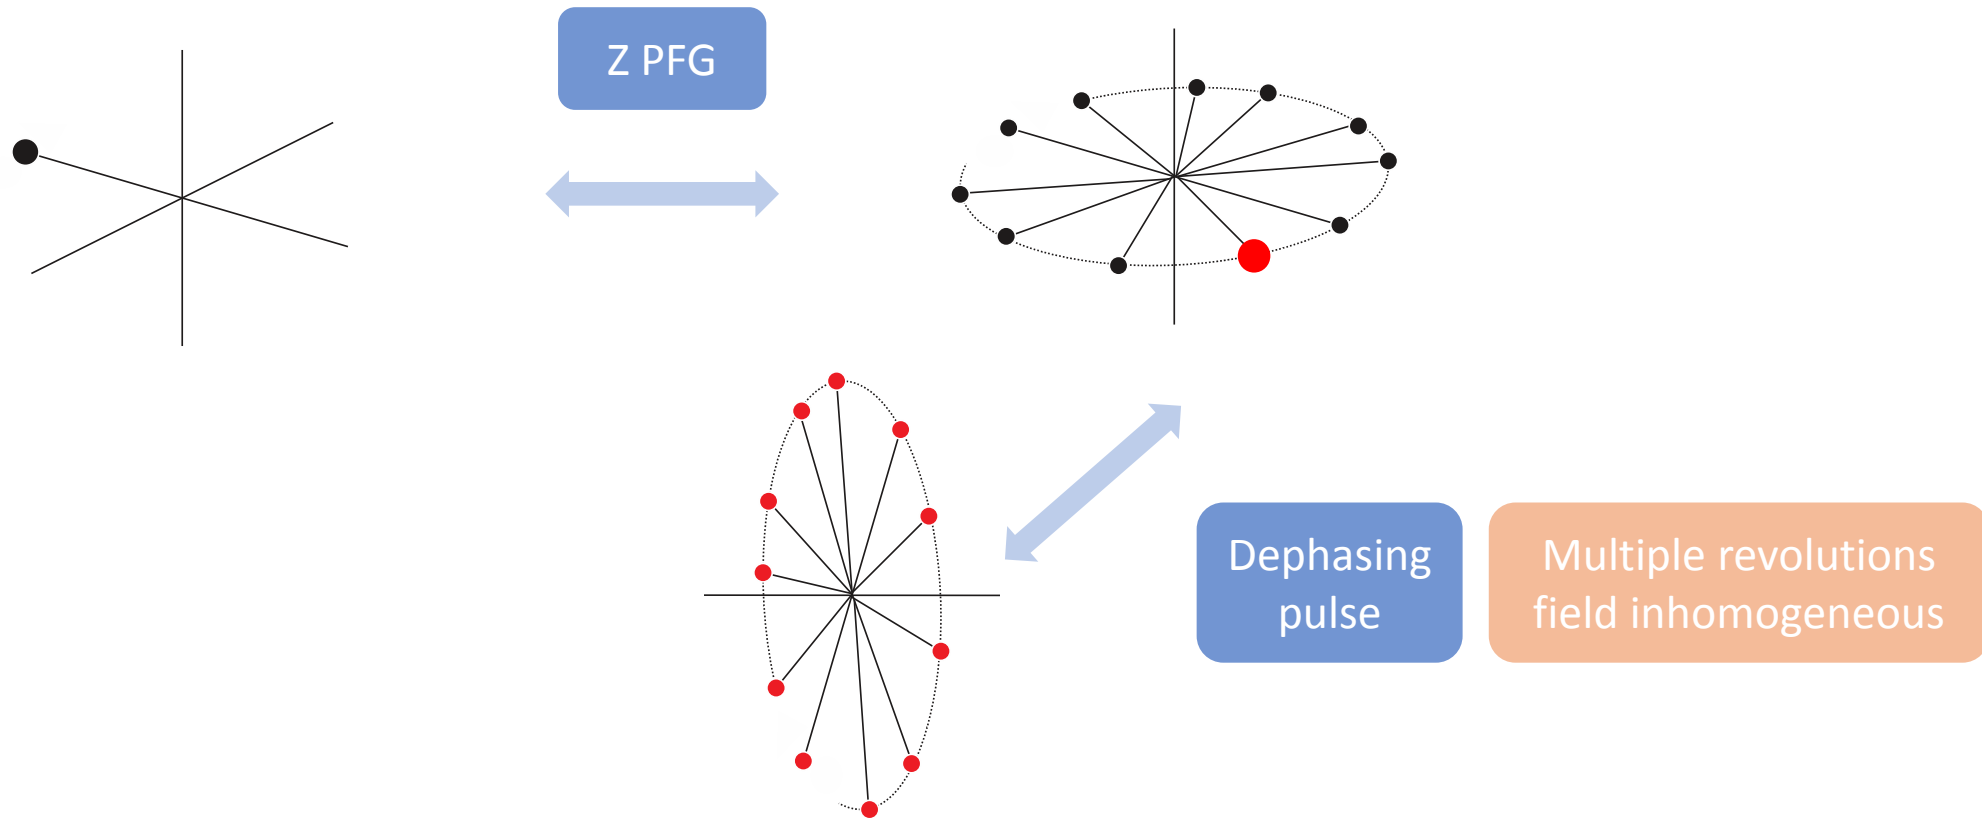 Z PFG
Dephasing
pulse
Multiple revolutions
field inhomogeneous